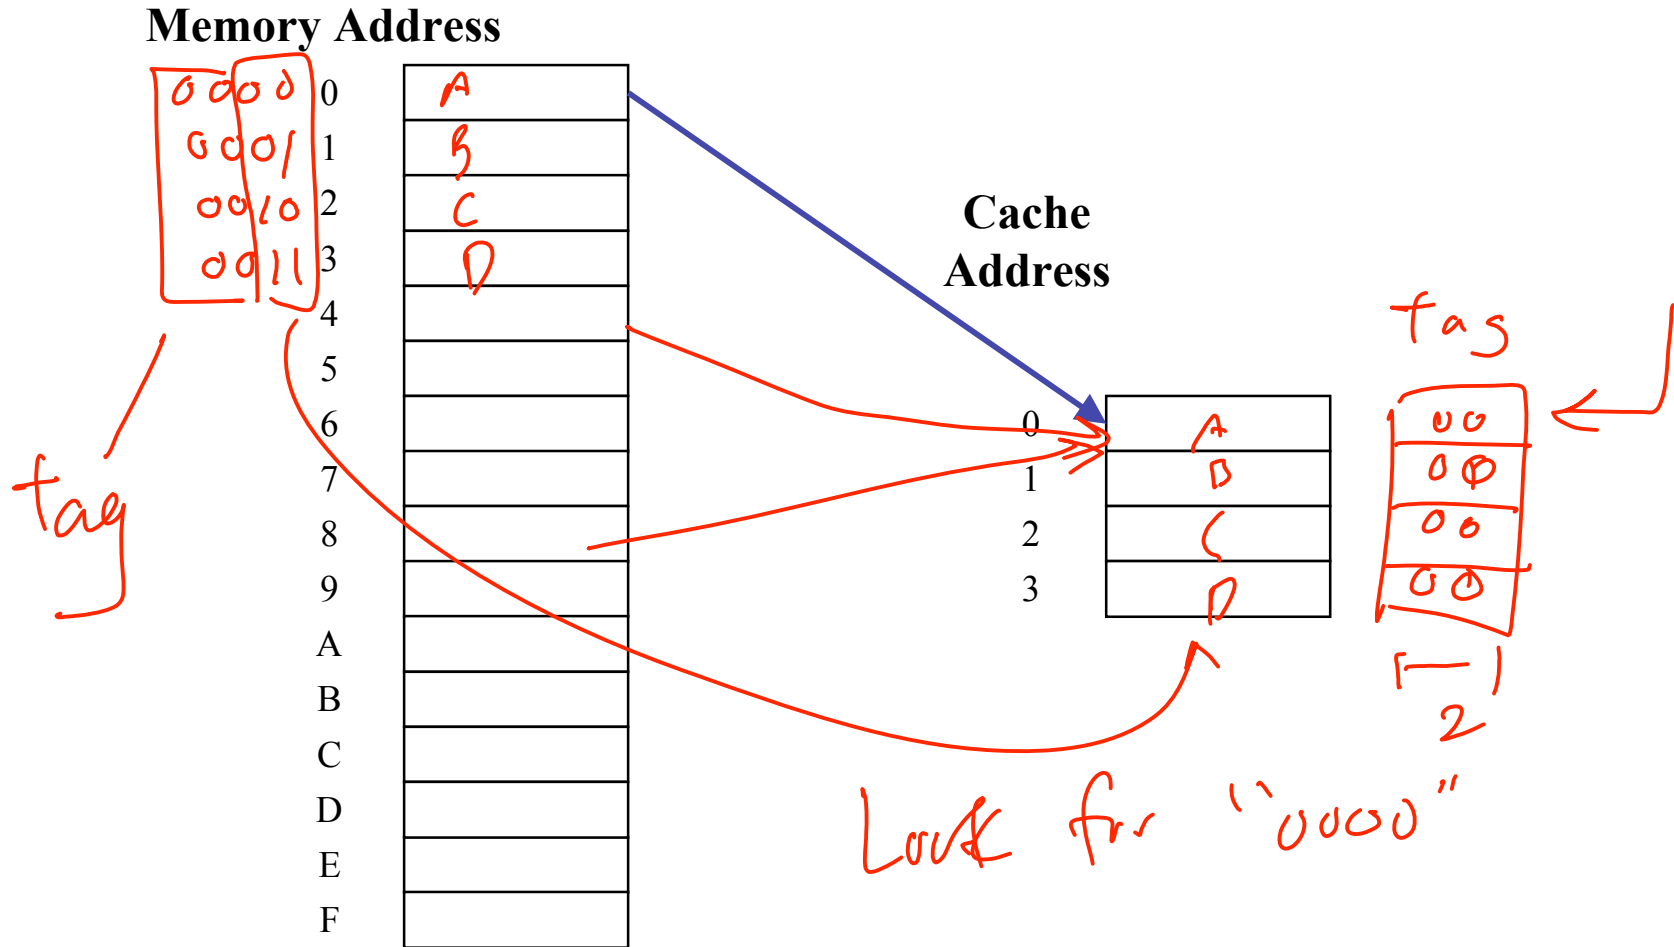 Memory Address
0000 0 A
0001 1 B
0010 2 C
0011 3 D
4
5
6
7
8
9
A
B
C
D
E
F
tag
Cache
Address
tag
0 A 00
1 B 00
2 C 00
3 D 00
2
Look for "0000"